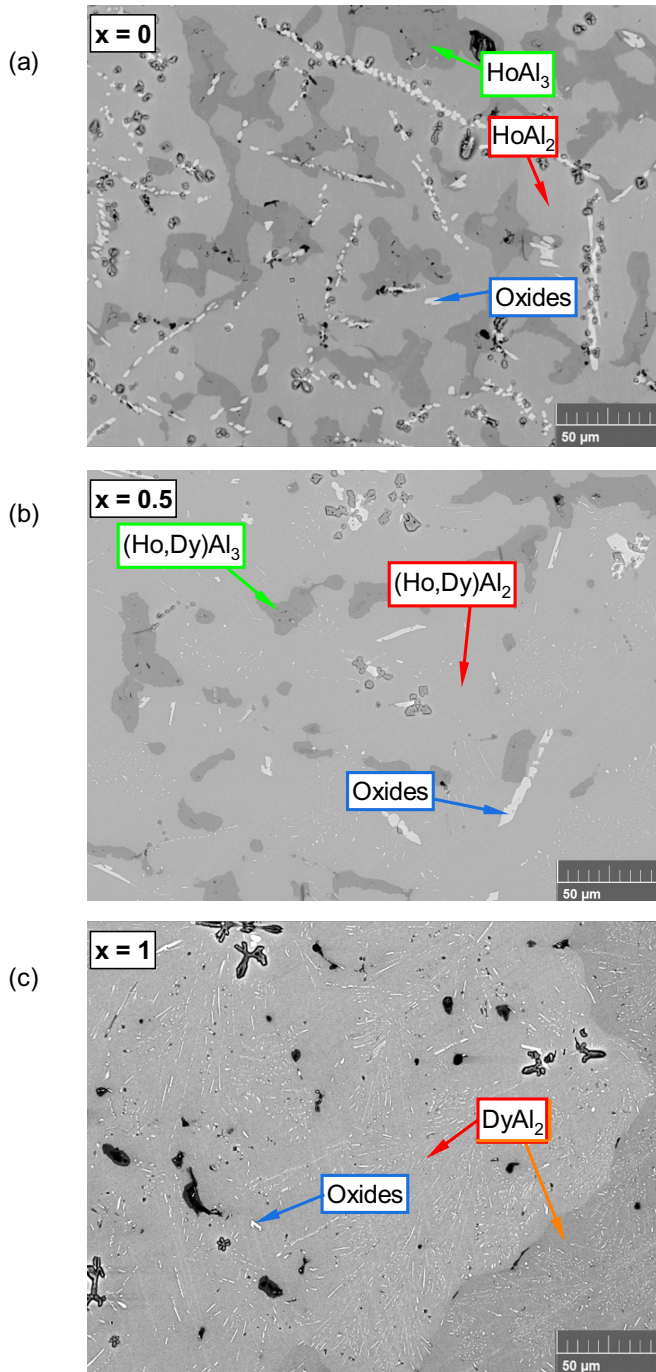 (a)
x = 0
HoAl₃
HoAl₂
Oxides
50 µm
(b)
x = 0.5
(Ho,Dy)Al₃
(Ho,Dy)Al₂
Oxides
50 µm
(c)
x = 1
DyAl₂
Oxides
50 µm